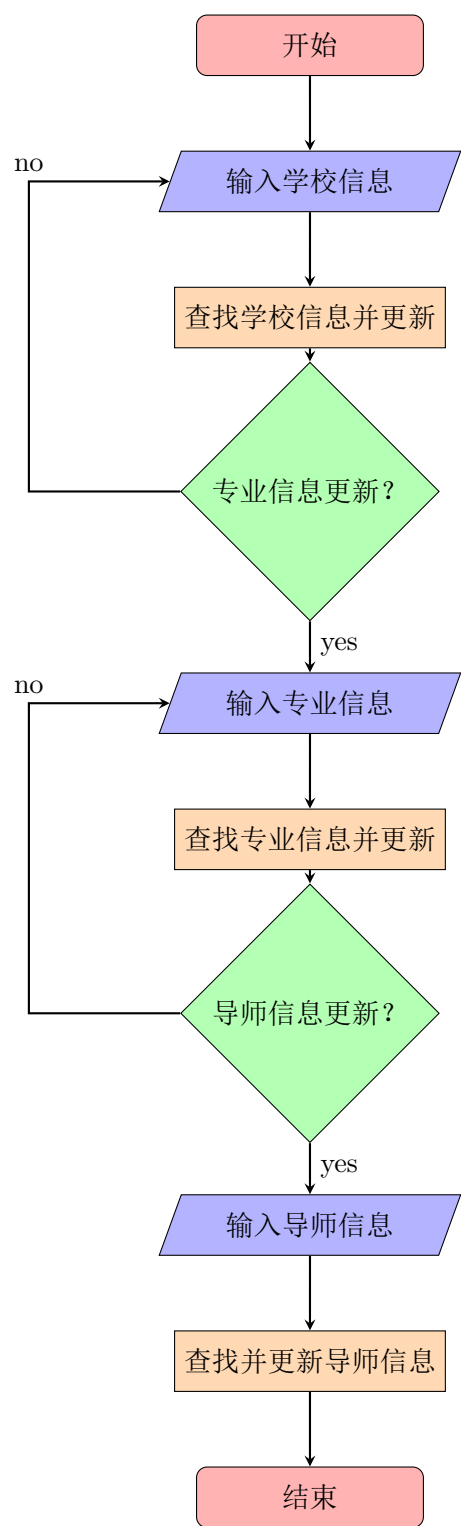 开始
no
输入学校信息
查找学校信息并更新
专业信息更新？
yes
no
输入专业信息
查找专业信息并更新
导师信息更新？
yes
输入导师信息
查找并更新导师信息
结束